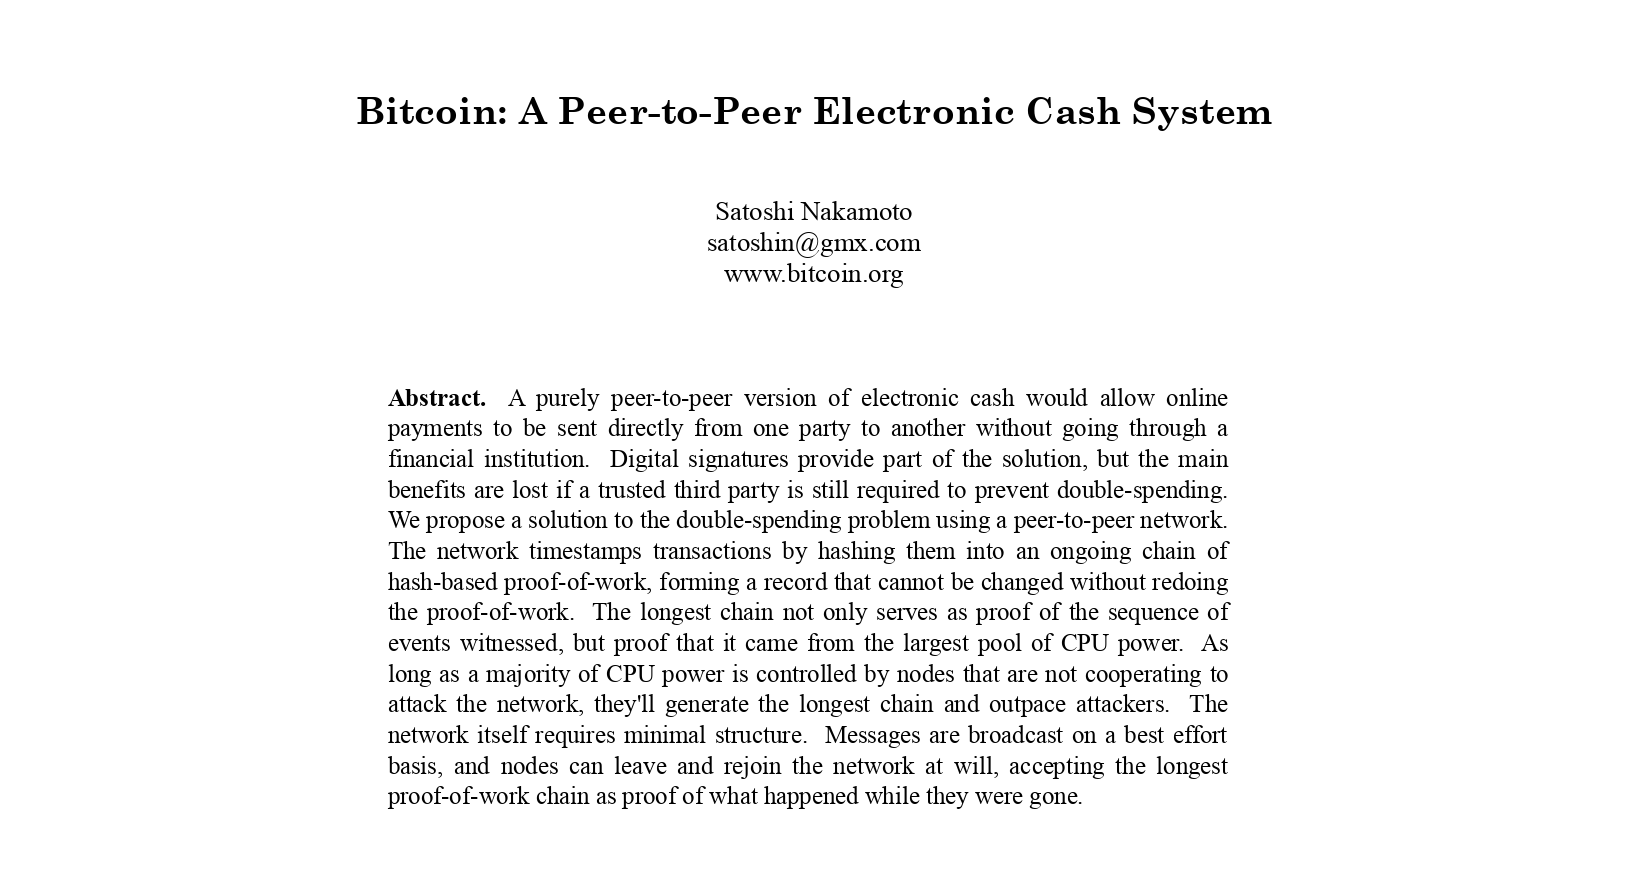 Bitcoin: A Peer-to-Peer Electronic Cash System
Satoshi Nakamoto
satoshin@gmx.com
www.bitcoin.org
Abstract. A purely peer-to-peer version of electronic cash would allow online
payments to be sent directly from one party to another without going through a
financial institution. Digital signatures provide part of the solution, but the main
benefits are lost if a trusted third party is still required to prevent double-spending.
We propose a solution to the double-spending problem using a peer-to-peer network.
The network timestamps transactions by hashing them into an ongoing chain of
hash-based proof-of-work, forming a record that cannot be changed without redoing
the proof-of-work. The longest chain not only serves as proof of the sequence of
events witnessed, but proof that it came from the largest pool of CPU power. As
long as a majority of CPU power is controlled by nodes that are not cooperating to
attack the network, they'll generate the longest chain and outpace attackers. The
network itself requires minimal structure. Messages are broadcast on a best effort
basis, and nodes can leave and rejoin the network at will, accepting the longest
proof-of-work chain as proof of what happened while they were gone.